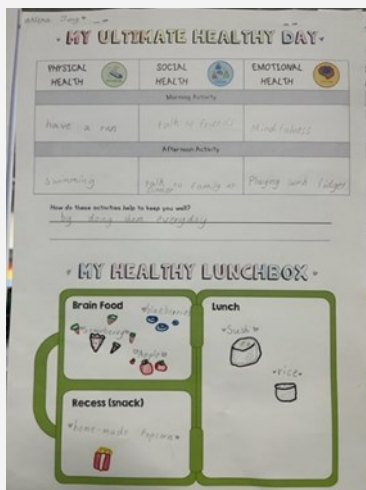 MY ULTIMATE HEALTHY DAY
PHYSICAL HEALTH
SOCIAL HEALTH
EMOTIONAL HEALTH
Morning Activity
have a run
talk to
Mindfulness
Afternoon Activity
Swimming
talk to family
Playing with fidget
How do these activities help to keep you well?
by doing them everyday
MY HEALTHY LUNCHBOX
Brain Food
blueberries
strawberry
Apple
Lunch
Sushi
rice
Recess (snack)
home-made popcorn